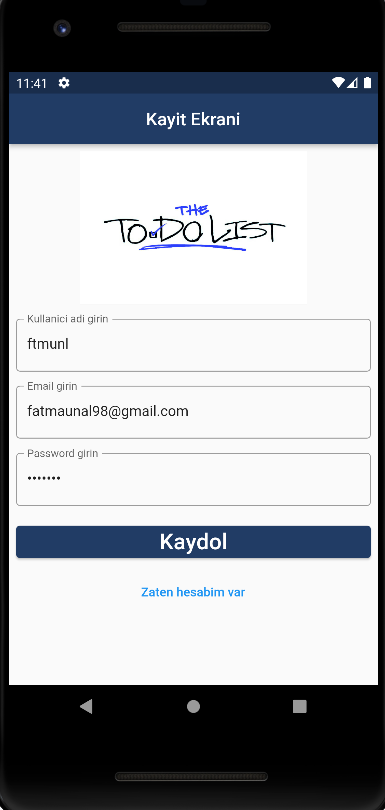 11:41
Kayit Ekrani
THE
TO DO LIST
Kullanici adi girin
ftmunl
Email girin
fatmaunal98@gmail.com
Password girin
•••••••
Kaydol
Zaten hesabim var